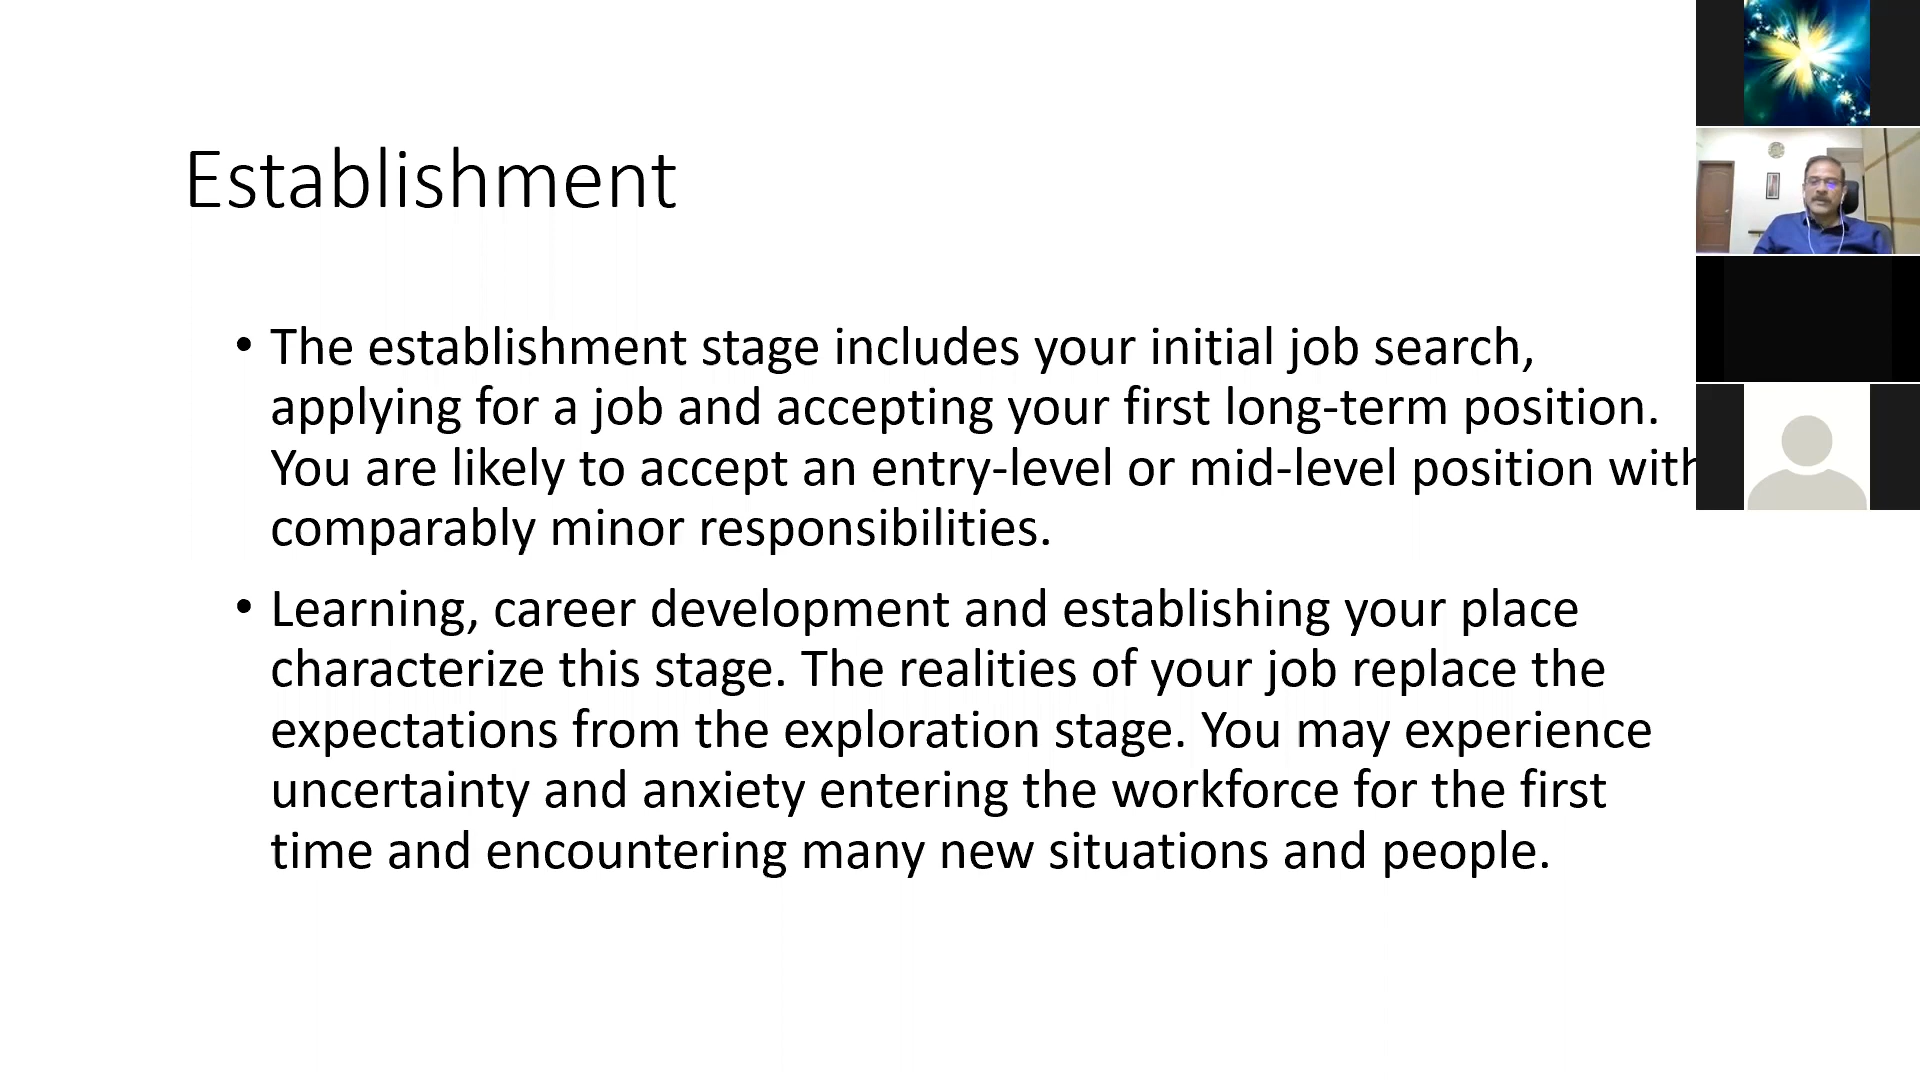 Establishment
• The establishment stage includes your initial job search,
applying for a job and accepting your first long-term position.
You are likely to accept an entry-level or mid-level position with
comparably minor responsibilities.
• Learning, career development and establishing your place
characterize this stage. The realities of your job replace the
expectations from the exploration stage. You may experience
uncertainty and anxiety entering the workforce for the first
time and encountering many new situations and people.